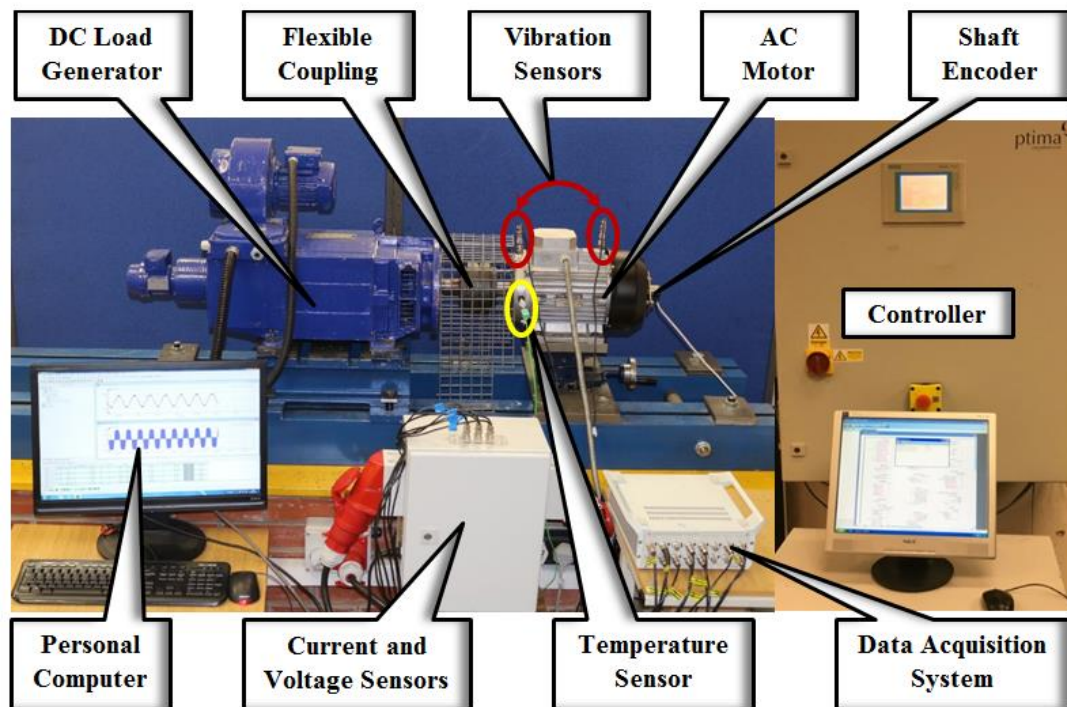 DC Load
Generator
Flexible
Coupling
Vibration
Sensors
AC
Motor
Shaft
Encoder
ptima
Controller
Personal
Computer
Current and
Voltage Sensors
Temperature
Sensor
Data Acquisition
System